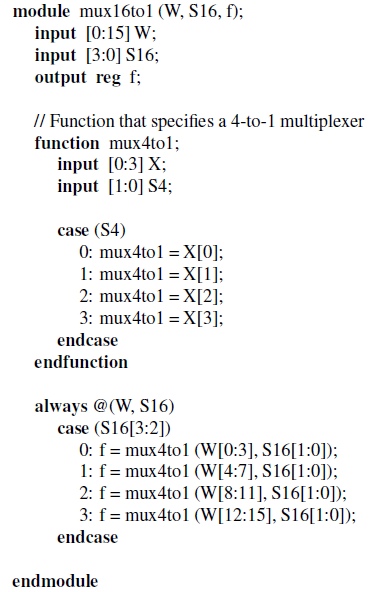 module mux16to1 (W, S16, f);
input [0:15] W;
input [3:0] S16;
output reg f;
// Function that specifies a 4-to-1 multiplexer
function mux4to1;
input [0:3] X;
input [1:0] S4;
case (S4)
0: mux4to1 = X[0];
1: mux4to1 = X[1];
2: mux4to1 = X[2];
3: mux4to1 = X[3];
endcase
endfunction
always @(W, S16)
case (S16[3:2])
0: f = mux4to1 (W[0:3], S16[1:0]);
1: f = mux4to1 (W[4:7], S16[1:0]);
2: f = mux4to1 (W[8:11], S16[1:0]);
3: f = mux4to1 (W[12:15], S16[1:0]);
endcase
endmodule